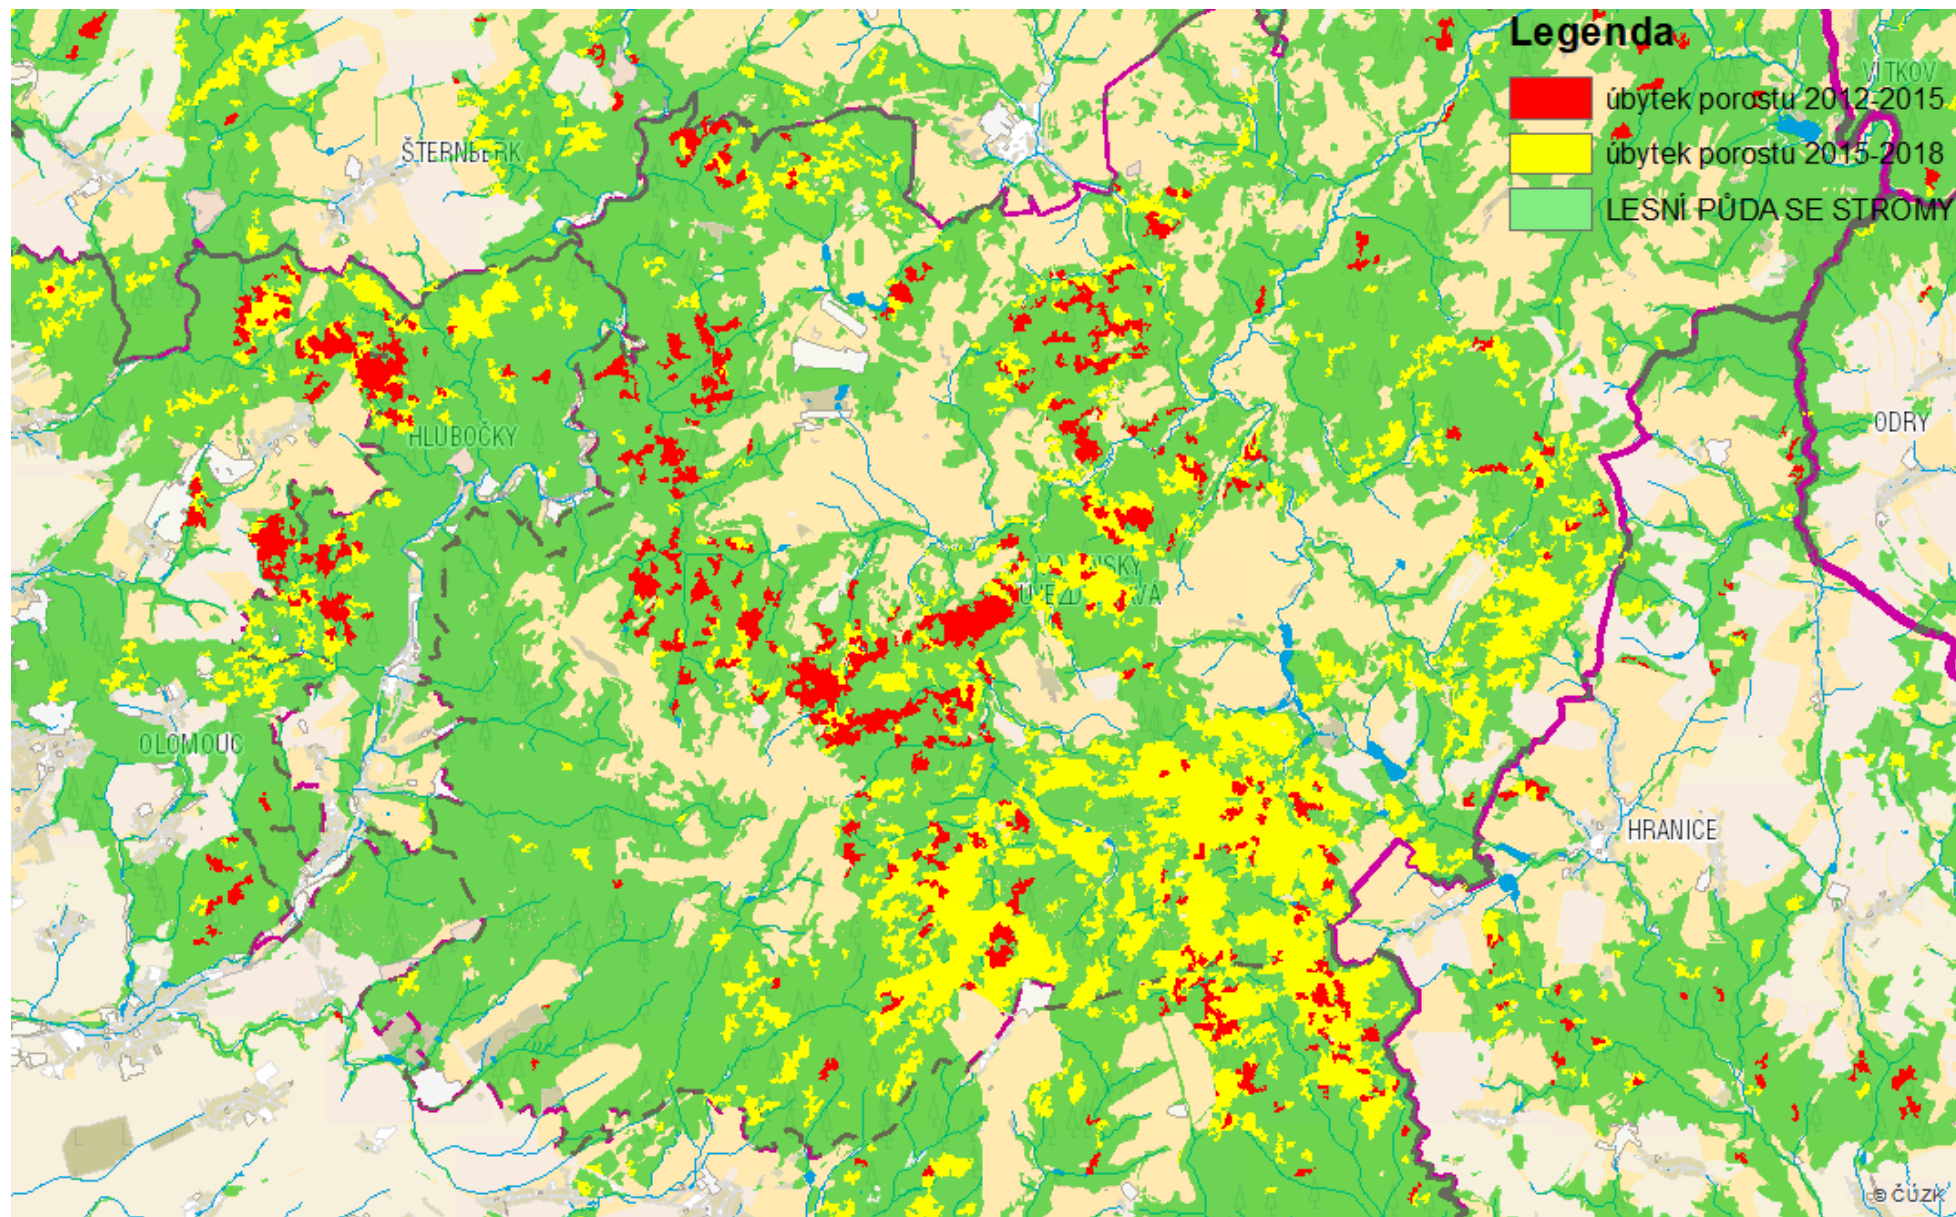 Legenda
VÍTKOV
úbytek porostu 2012-2015
ŠTERNBERK
úbytek porostu 2015-2018
LESNÍ PŮDA SE STROMY
ODRY
HLUBOČKY
OLOMOUC
HRANICE
© ČÚZK